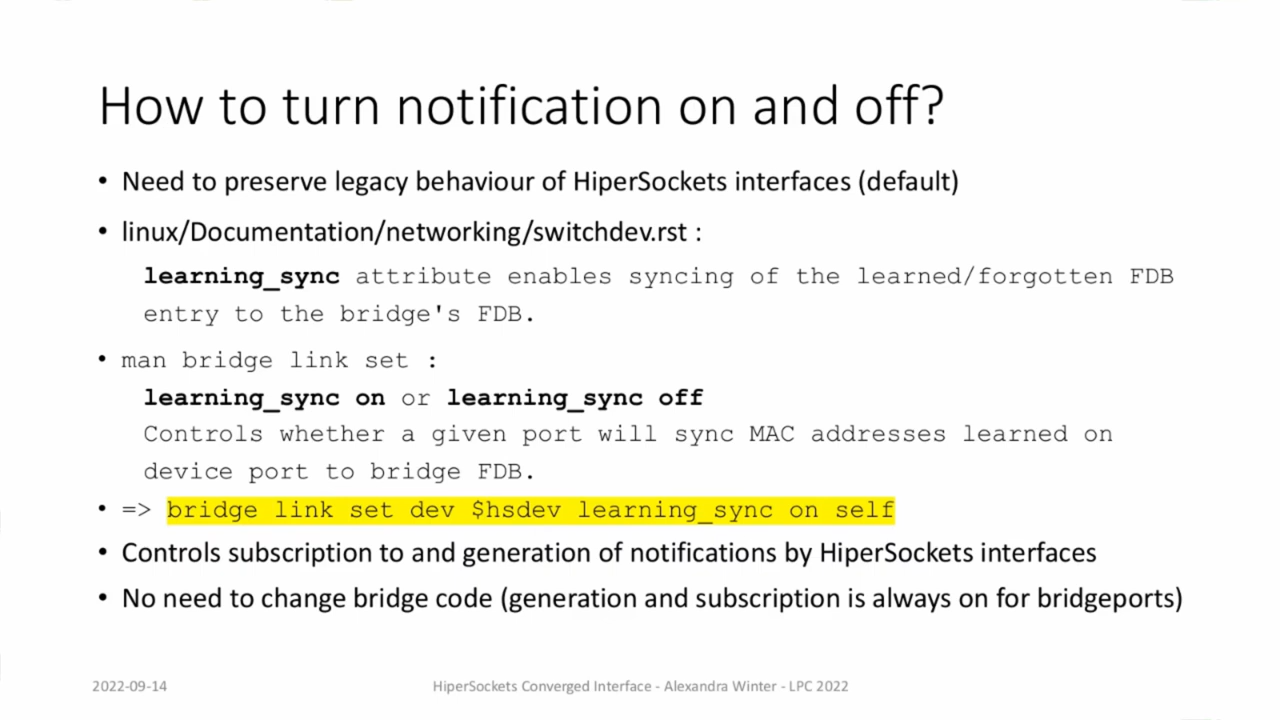 How to turn notification on and off?
• Need to preserve legacy behaviour of HiperSockets interfaces (default)
• linux/Documentation/networking/switchdev.rst :
learning_sync attribute enables syncing of the learned/forgotten FDB
entry to the bridge's FDB.
• man bridge link set :
learning_sync on or learning_sync off
Controls whether a given port will sync MAC addresses learned on
device port to bridge FDB.
• => bridge link set dev $hsdev learning_sync on self
• Controls subscription to and generation of notifications by HiperSockets interfaces
• No need to change bridge code (generation and subscription is always on for bridgeports)
2022-09-14
HiperSockets Converged Interface - Alexandra Winter - LPC 2022